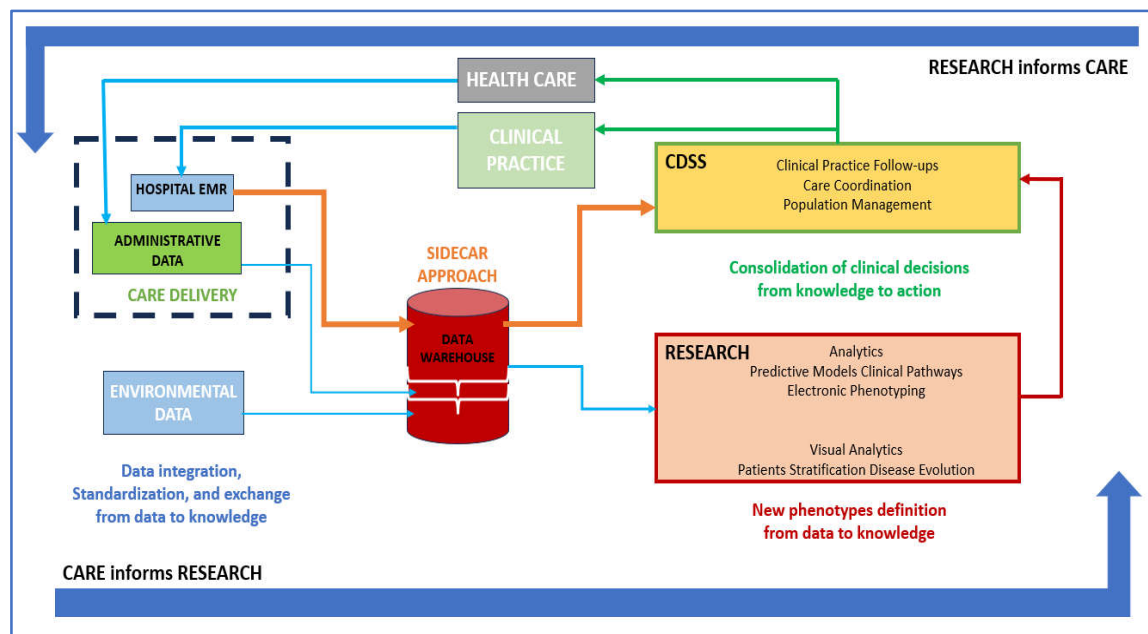 RESEARCH informs CARE
HEALTH CARE
CLINICAL
PRACTICE
HOSPITAL EMR
ADMINISTRATIVE
DATA
CARE DELIVERY
ENVIRONMENTAL
DATA
Data integration,
Standardization, and exchange
from data to knowledge
SIDECAR
APPROACH
DATA
WAREHOUSE
CDSS
Clinical Practice Follow-ups
Care Coordination
Population Management
Consolidation of clinical decisions
from knowledge to action
RESEARCH
Analytics
Predictive Models Clinical Pathways
Electronic Phenotyping
Visual Analytics
Patients Stratification Disease Evolution
New phenotypes definition
from data to knowledge
CARE informs RESEARCH